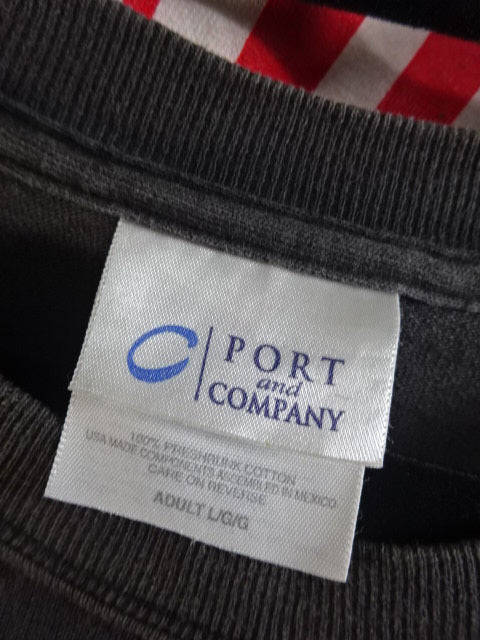 PORT
and
COMPANY
100% PRESHRUNK COTTON
USA MADE COMPONENTS ASSEMBLED IN MEXICO
CARE ON REVERSE
ADULT L/G/G